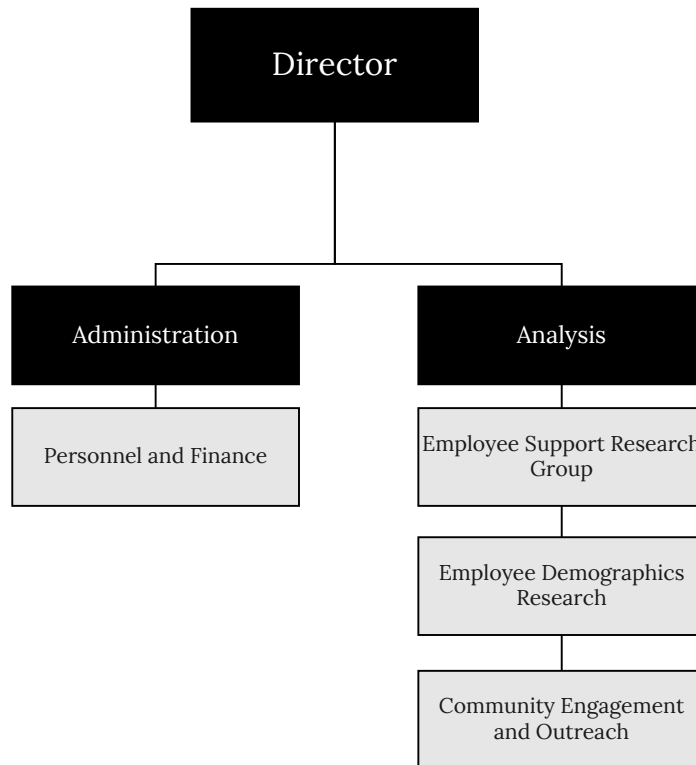 Director
Administration
Analysis
Personnel and Finance
Employee Support Research
Group
Employee Demographics
Research
Community Engagement
and Outreach